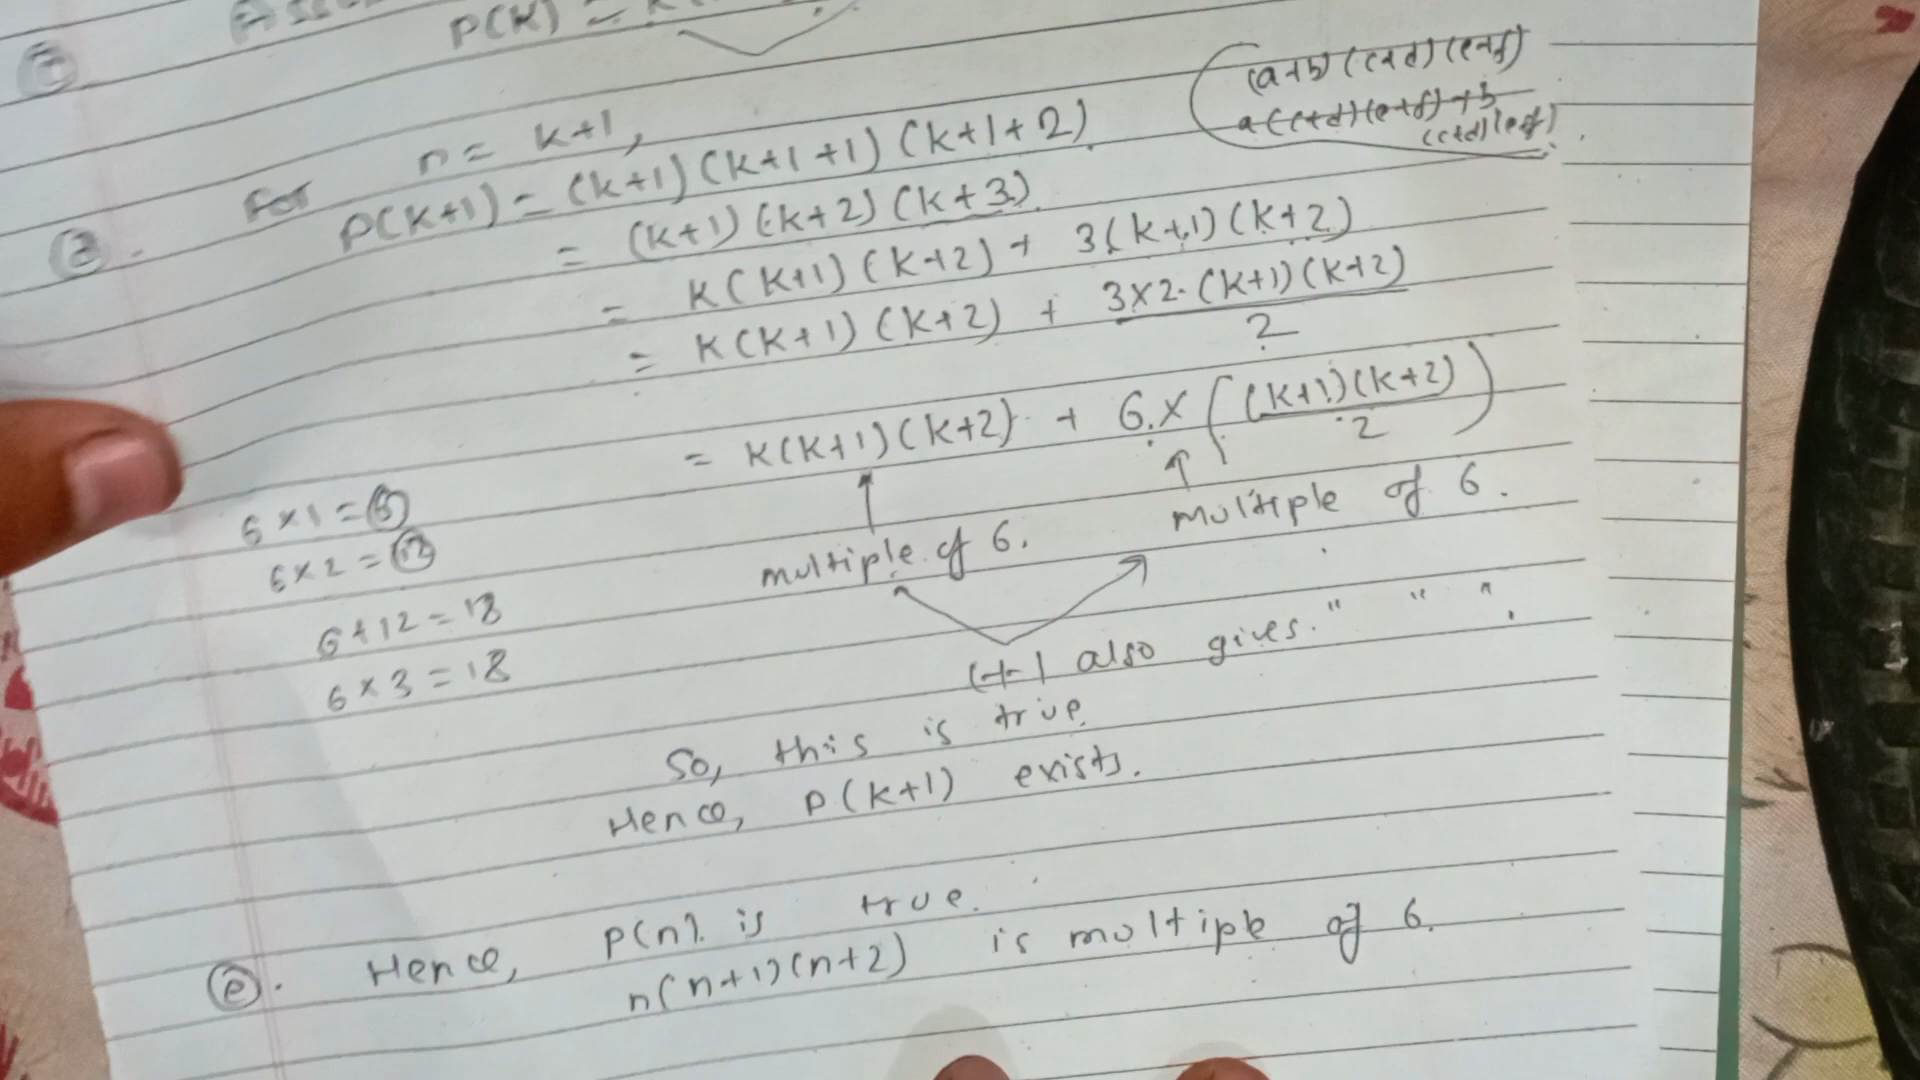 P(K) =
For n = k+1,
P(K+1) = (k+1) (k+1+1) (k+1+2)
(a+b) (c+d) (e+f)
a (c+d) (e+f) + b
(c+d) (e+f)
= (k+1) (k+2) (k+3)
= K(K+1) (K+2) + 3(k+1) (k+2)
= K(K+1) (K+2) + 3×2.(k+1)(k+2)
2
= K(K+1) (k+2) + 6.× ( (k+1)(k+2)
2 )
6×1 = 6
6×2 = 12
multiple of 6. multiple of 6.
6+12 = 18
6×3 = 18
(+) also gives. " " ".
So, this is true.
Hence, P(k+1) exists.
Hence, P(n). is true.
n(n+1)(n+2) is multiple of 6.